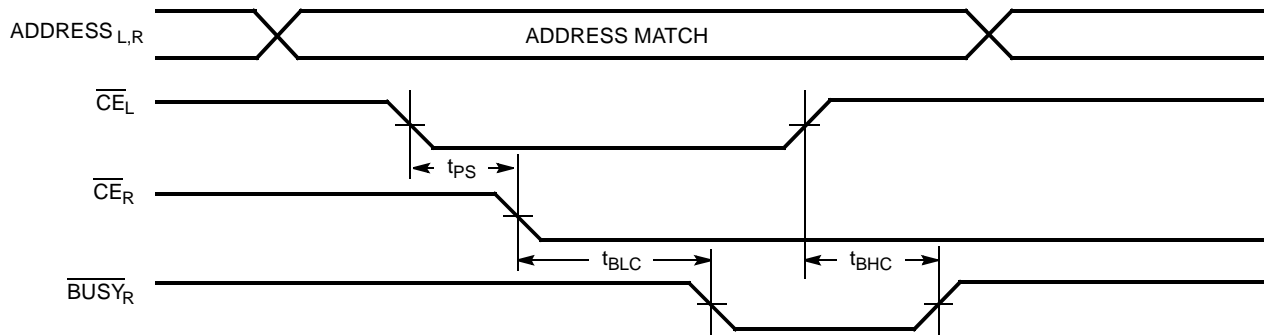 ADDRESS L,R ADDRESS MATCH
CEL
tPS
CER
tBLC tBHC
BUSYR